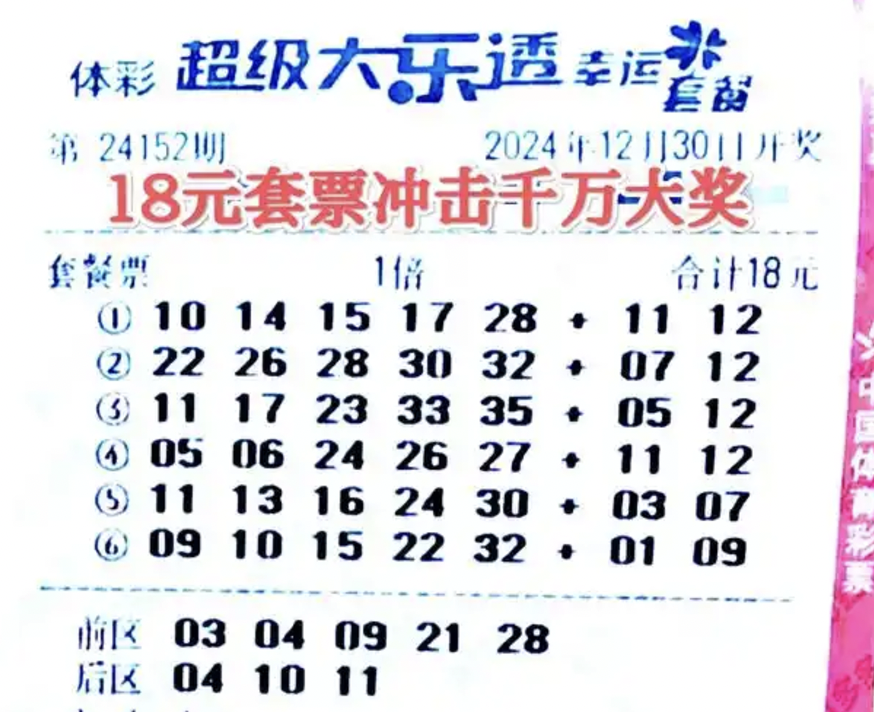 体彩 超级大乐透 幸运套餐
第 24152期 2024年12月30日开奖
18元套票冲击千万大奖
套餐票 1倍 合计18元
① 10 14 15 17 28 + 11 12
② 22 26 28 30 32 + 07 12
③ 11 17 23 33 35 + 05 12
④ 05 06 24 26 27 + 11 12
⑤ 11 13 16 24 30 + 03 07
⑥ 09 10 15 22 32 + 01 09
前区 03 04 09 21 28
后区 04 10 11
中国体育彩票